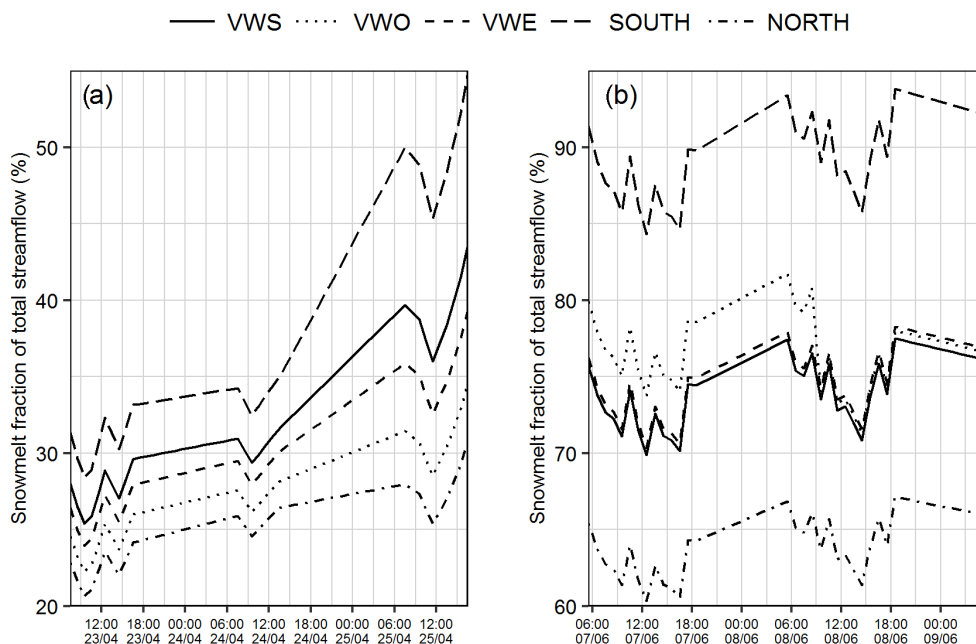 VWS VWO VWE SOUTH NORTH
(a)
Snowmelt fraction of total streamflow (%)
50
40
30
20
12:00 18:00 00:00 06:00 12:00 18:00 00:00 06:00 12:00
23/04 23/04 24/04 24/04 24/04 24/04 25/04 25/04 25/04
(b)
Snowmelt fraction of total streamflow (%)
90
80
70
60
06:00 12:00 18:00 00:00 06:00 12:00 18:00 00:00
07/06 07/06 07/06 08/06 08/06 08/06 08/06 09/06